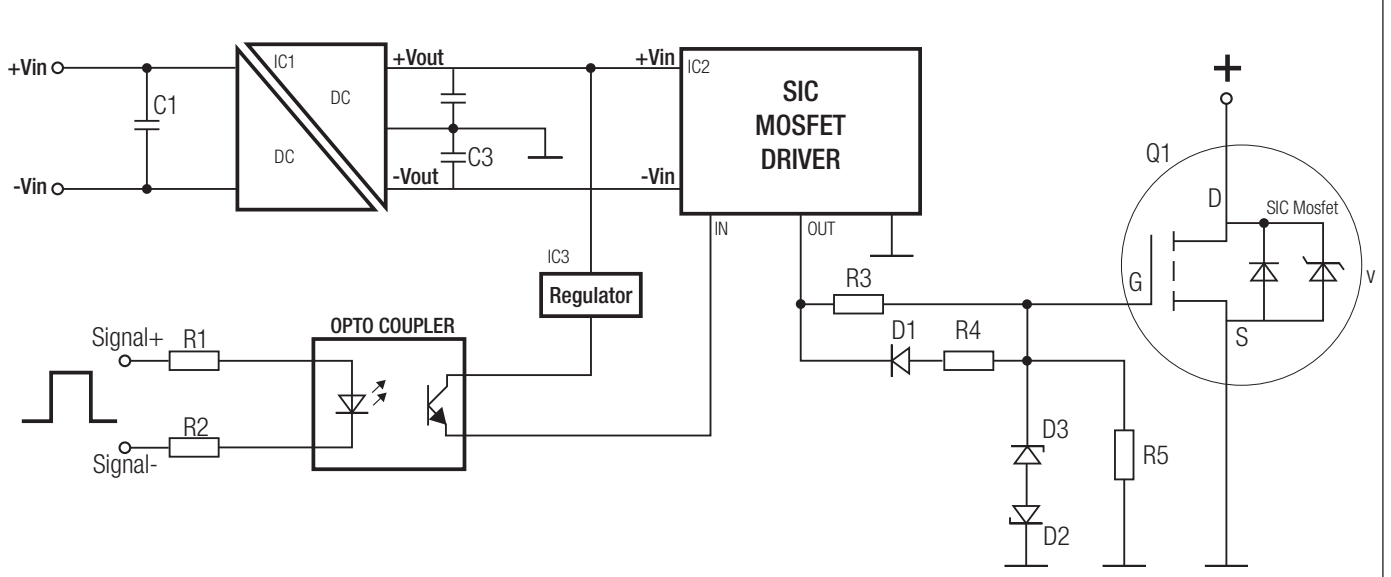 +Vin
C1
-Vin
IC1
DC
DC
+Vout
C3
-Vout
+Vin
IC2
SIC
MOSFET
DRIVER
-Vin
IN
OUT
IC3
Regulator
OPTO COUPLER
Signal+
R1
R2
Signal-
R3
D1
R4
D3
D2
R5
+
Q1
D
SIC Mosfet
G
S
v